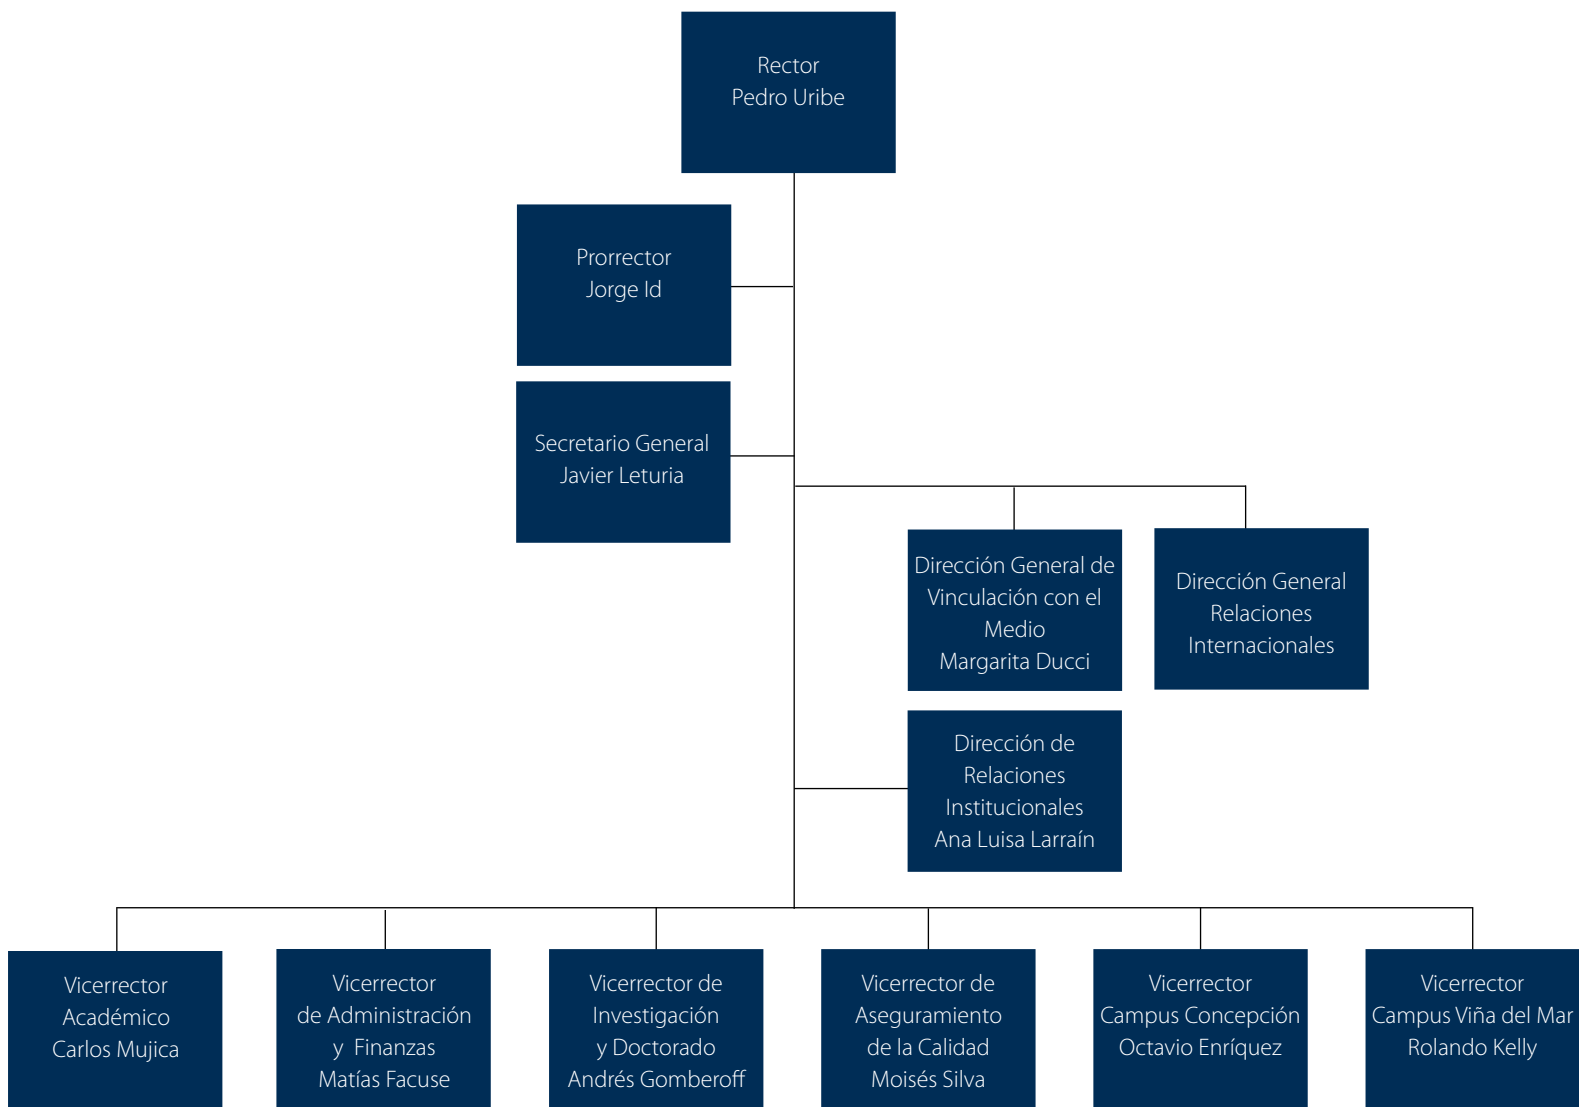 Rector
Pedro Uribe
Prorrector
Jorge Id
Secretario General
Javier Leturia
Dirección General de
Vinculación con el
Medio
Margarita Ducci
Dirección General
Relaciones
Internacionales
Dirección de
Relaciones
Institucionales
Ana Luisa Larraín
Vicerrector
Académico
Carlos Mujica
Vicerrector
de Administración
y Finanzas
Matías Facuse
Vicerrector de
Investigación
y Doctorado
Andrés Gomberoff
Vicerrector de
Aseguramiento
de la Calidad
Moisés Silva
Vicerrector
Campus Concepción
Octavio Enríquez
Vicerrector
Campus Viña del Mar
Rolando Kelly